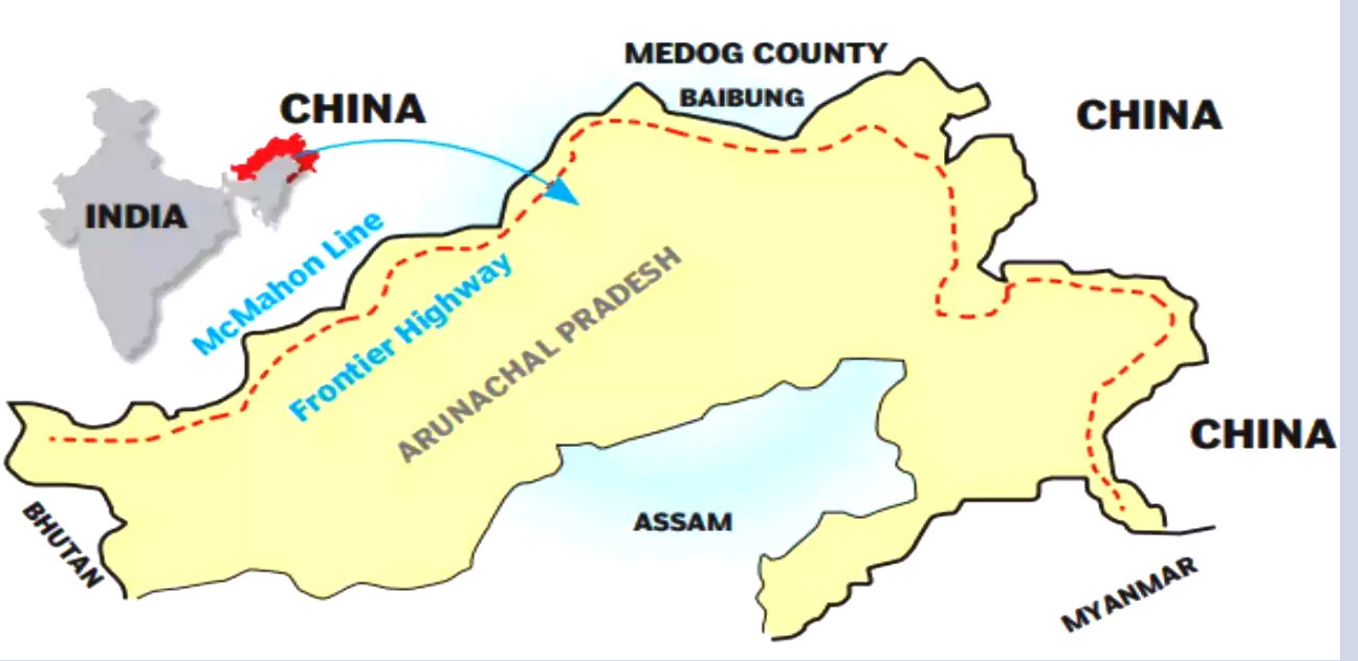 MEDOG COUNTY
BAIBUNG
CHINA
CHINA
INDIA
McMahon Line
Frontier Highway
ARUNACHAL PRADESH
CHINA
BHUTAN
ASSAM
MYANMAR